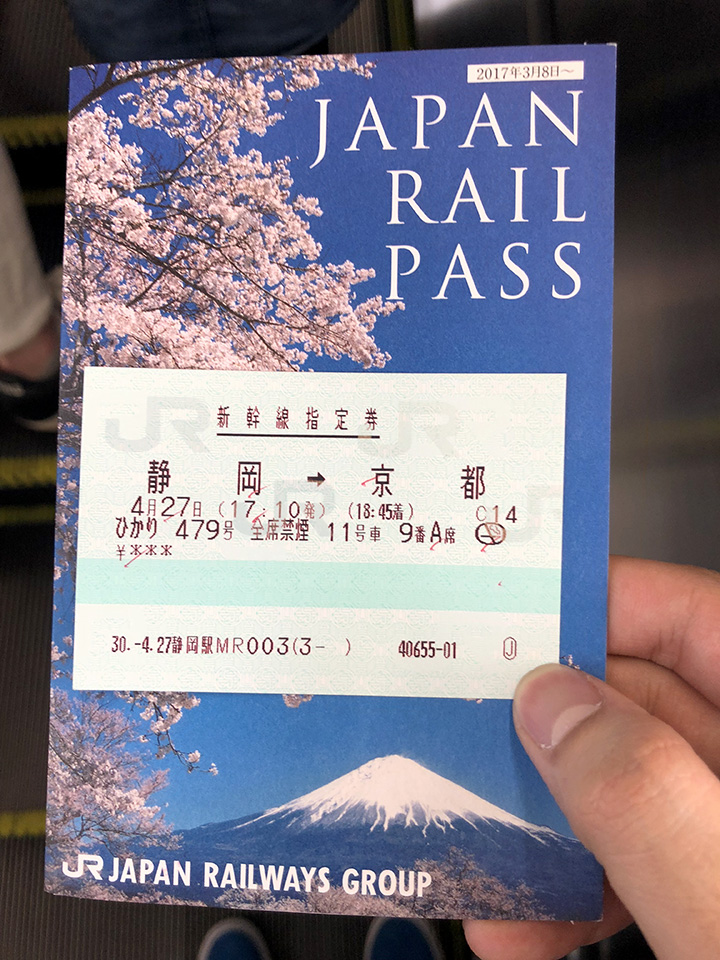 2017年3月8日～
JAPAN
RAIL
PASS
JR JR
新幹線指定券
静岡 → 京都
JR JR
4月27日 (17:10発) (18:45着) C14
ひかり 479号 全席禁煙 11号車 9番A席
￥***
30.-4.27静岡駅MR003(3- ) 40655-01 J
JR JAPAN RAILWAYS GROUP